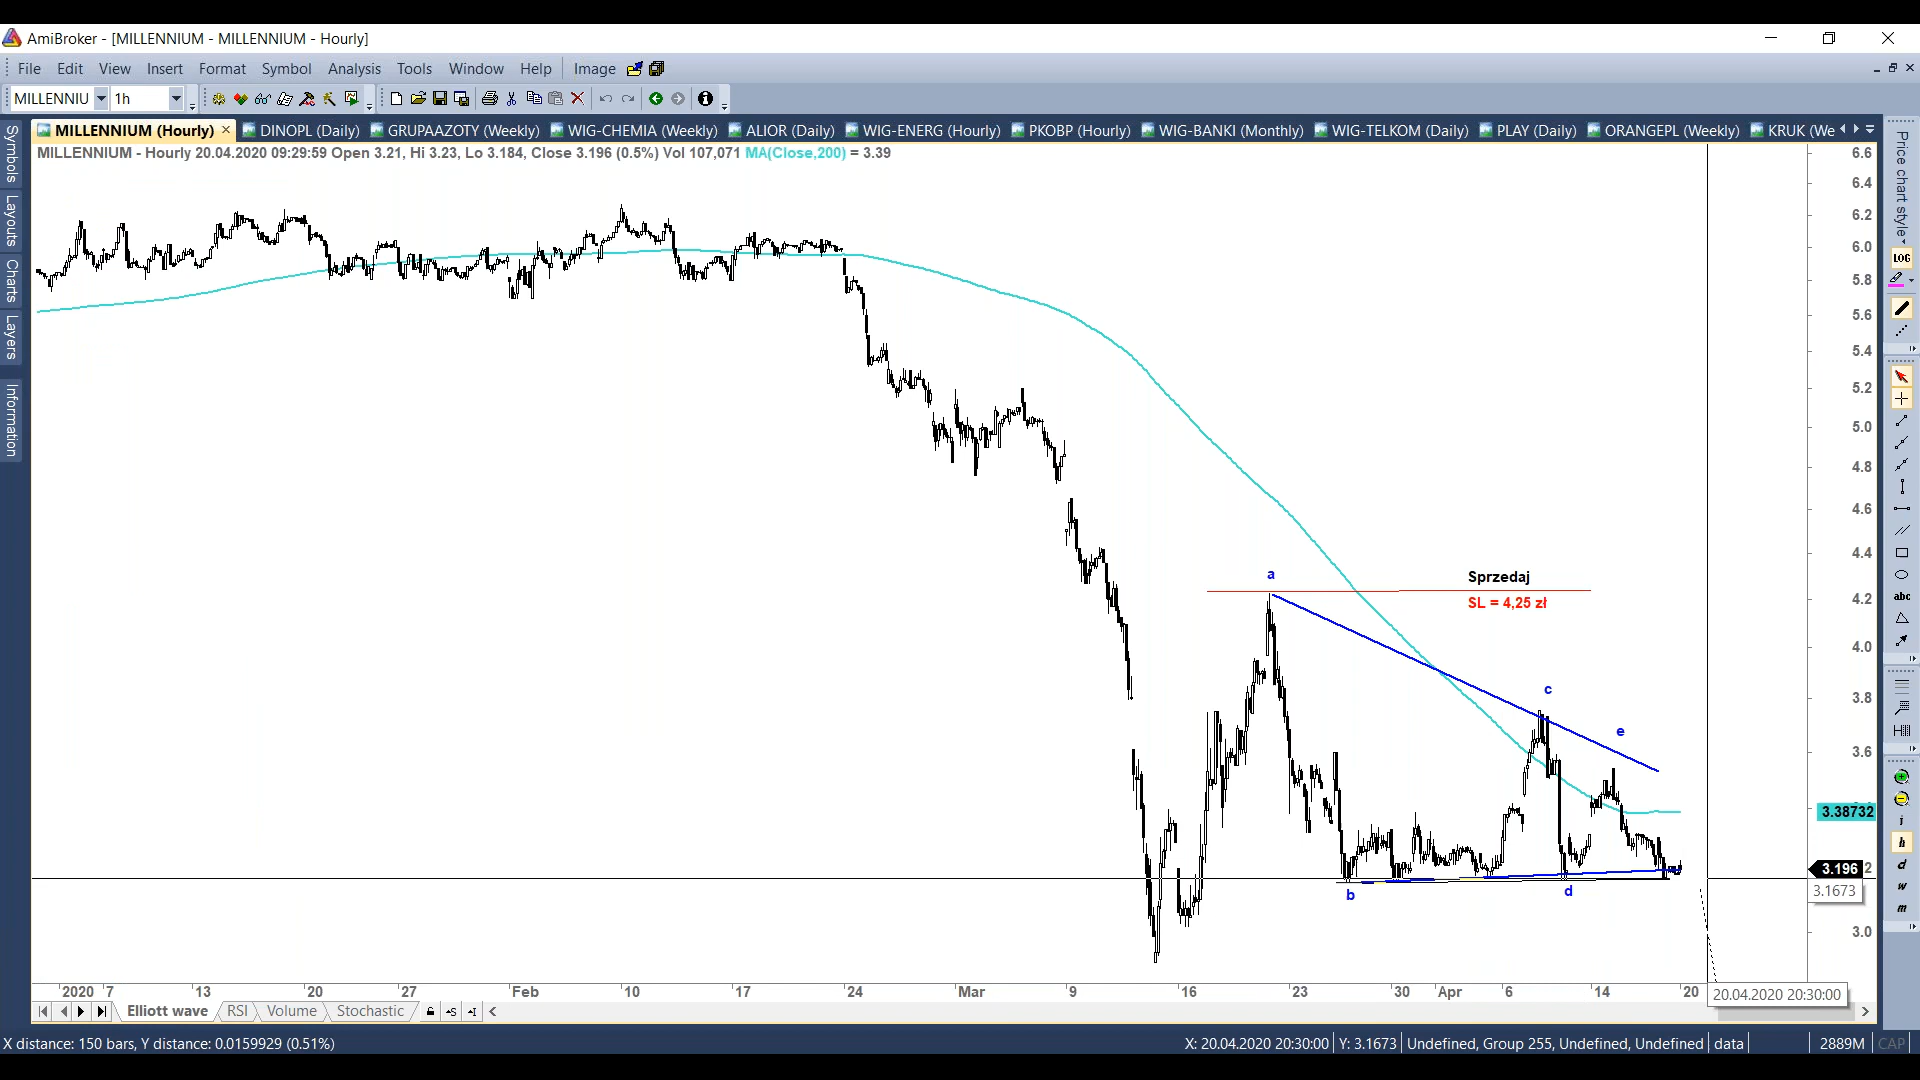 AmiBroker - [MILLENNIUM - MILLENNIUM - Hourly]
File Edit View Insert Format Symbol Analysis Tools Window Help Image
MILLENNIU 1h
MILLENNIUM (Hourly) DINOPL (Daily) GRUPAAZOTY (Weekly) WIG-CHEMIA (Weekly) ALIOR (Daily) WIG-ENERG (Hourly) PKOBP (Hourly) WIG-BANKI (Monthly) WIG-TELKOM (Daily) PLAY (Daily) ORANGEPL (Weekly) KRUK (We
MILLENNIUM - Hourly 20.04.2020 09:29:59 Open 3.21, Hi 3.23, Lo 3.184, Close 3.196 (0.5%) Vol 107,071 MA(Close,200) = 3.39
Symbols
Layouts
Charts
Layers
Information
Price chart style
LOG
abc
i
h
d
w
m
6.6
6.4
6.2
6.0
5.8
5.6
5.4
5.2
5.0
4.8
4.6
4.4
4.2
4.0
3.8
3.6
3.38732
3.196
2
3.1673
3.0
a
Sprzedaj
SL = 4,25 zł
c
e
b
d
2020 7 13 20 27 Feb 10 17 24 Mar 9 16 23 30 Apr 6 14 20
20.04.2020 20:30:00
Elliott wave RSI Volume Stochastic
X distance: 150 bars, Y distance: 0.0159929 (0.51%)
X: 20.04.2020 20:30:00 Y: 3.1673 Undefined, Group 255, Undefined, Undefined data 2889M CAP